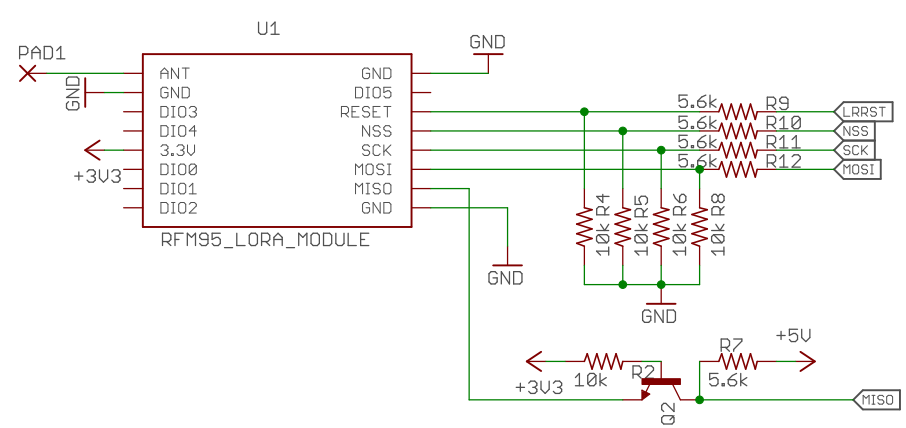 U1
PAD1
GND
ANT GND
GND GND DIO5
DIO3 RESET 5.6k R9 LRRST
DIO4 NSS 5.6k R10 NSS
3.3V SCK 5.6k R11 SCK
+3V3 DIO0 MOSI 5.6k R12 MOSI
DIO1 MISO
DIO2 GND
RFM95_LORA_MODULE
10k R4 10k R5 10k R6 10k R8
GND
GND
R7 +5V
+3V3 10k R2 5.6k
Q2 MISO